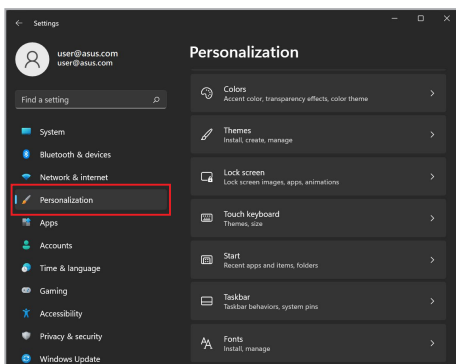 Settings
user@asus.com
user@asus.com
Find a setting
System
Bluetooth & devices
Network & internet
Personalization
Apps
Accounts
Time & language
Gaming
Accessibility
Privacy & security
Windows Update
Personalization
Colors
Accent color, transparency effects, color theme
Themes
Install, create, manage
Lock screen
Lock screen images, apps, animations
Touch keyboard
Themes, size
Start
Recent apps and items, folders
Taskbar
Taskbar behaviors, system pins
Fonts
Install, manage